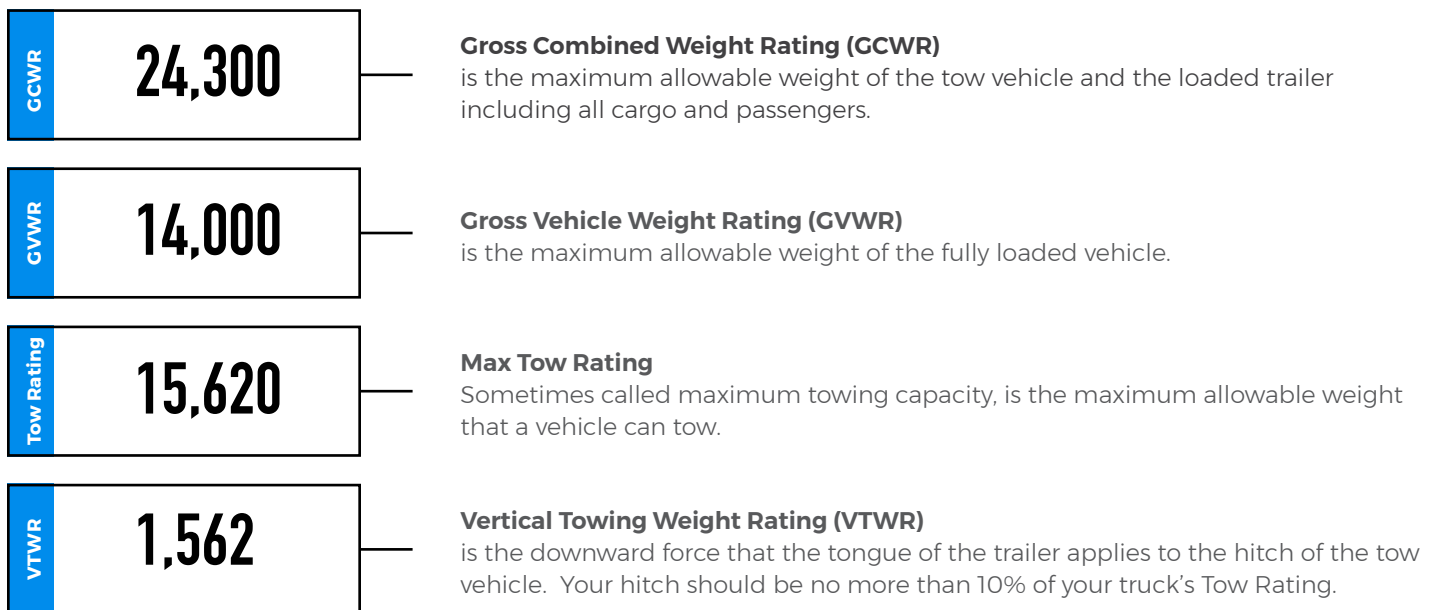 GCWR
24,300
Gross Combined Weight Rating (GCWR)
is the maximum allowable weight of the tow vehicle and the loaded trailer
including all cargo and passengers.
GVWR
14,000
Gross Vehicle Weight Rating (GVWR)
is the maximum allowable weight of the fully loaded vehicle.
Tow Rating
15,620
Max Tow Rating
Sometimes called maximum towing capacity, is the maximum allowable weight
that a vehicle can tow.
VTWR
1,562
Vertical Towing Weight Rating (VTWR)
is the downward force that the tongue of the trailer applies to the hitch of the tow
vehicle.  Your hitch should be no more than 10% of your truck’s Tow Rating.